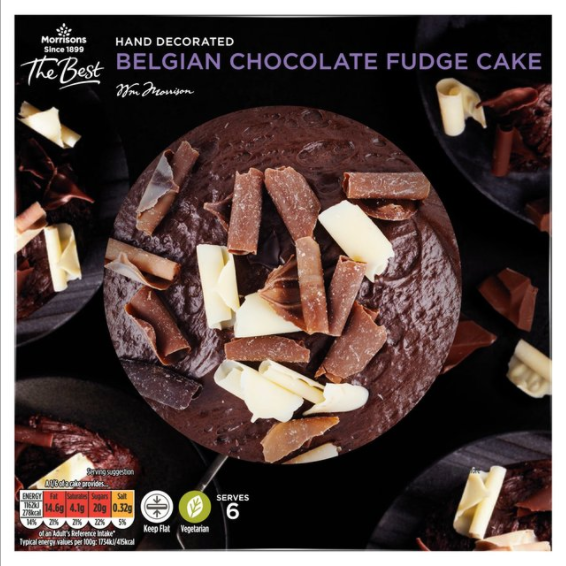 Morrisons
Since 1899
The Best
HAND DECORATED
BELGIAN CHOCOLATE FUDGE CAKE
Wm Morrison
Serving suggestion
A 1/6 of a cake provides...
ENERGY Fat Saturates Sugars Salt
1162kJ 278kcal 14.6g 4.1g 20g 0.32g
14% 21% 21% 22% 5%
of an Adult's Reference Intake*
Typical energy values per 100g: 1734kJ/415kcal
Keep Flat
Vegetarian
SERVES
6